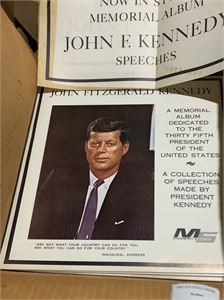 NOW IN ST
MEMORIAL ALBUM
JOHN F. KENNEDY
SPEECHES
JOHN FITZGERALD KENNEDY
A MEMORIAL
ALBUM
DEDICATED
TO THE
THIRTY FIFTH
PRESIDENT
OF THE
UNITED STATES
A COLLECTION
OF SPEECHES
MADE BY
PRESIDENT
KENNEDY
"ASK NOT WHAT YOUR COUNTRY CAN DO FOR YOU
ASK WHAT YOU CAN DO FOR YOUR COUNTRY."
INAUGURAL ADDRESS